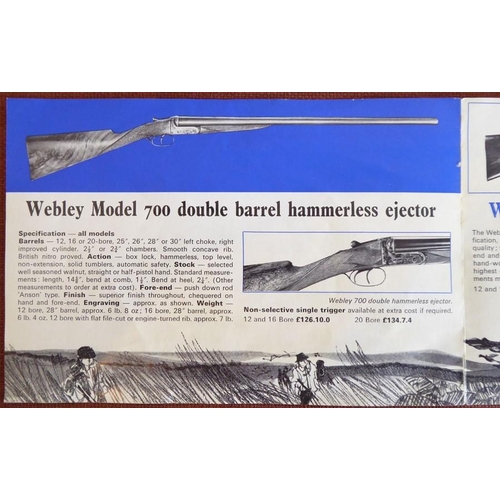 Webley Model 700 double barrel hammerless ejector
Specification — all models
Barrels — 12, 16 or 20-bore, 25", 26", 28" or 30" left choke, right
improved cylinder, 2½" or 2¾" chambers. Smooth concave rib.
British nitro proved. Action — box lock, hammerless, top level,
non-extension, solid tumblers, automatic safety. Stock — selected
well seasoned walnut, straight or half-pistol hand. Standard measure-
ments: length, 14⅜", bend at comb, 1½". Bend at heel, 2¼". (Other
measurements to order at extra cost). Fore-end — push down rod
'Anson' type. Finish — superior finish throughout, chequered on
hand and fore-end. Engraving as shown. Weight —
12 bore, 28" barrel, approx. 6 lb. 8 oz; 16 bore, 28" barrel, approx.
6 lb. 4 oz. 12 bore with flat file-cut or engine-turned rib, approx. 7 lb.
Webley 700 double hammerless ejector.
Non-selective single trigger available at extra cost if required.
12 and 16 Bore £126.10.0 20 Bore £134.7.4
W
The Web
fication,
quality
end and
hand-wo
highest
ments m
12 and